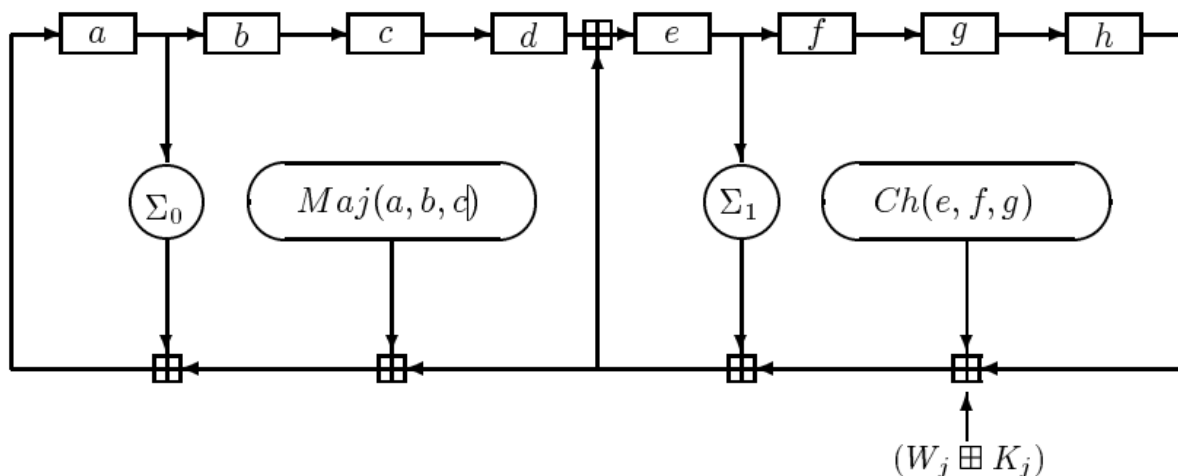 a b c d ⊞ e f g h
Σ₀ Maj(a, b, c) Σ₁ Ch(e, f, g)
⊞ ⊞ ⊞ ⊞
(Wⱼ ⊞ Kⱼ)